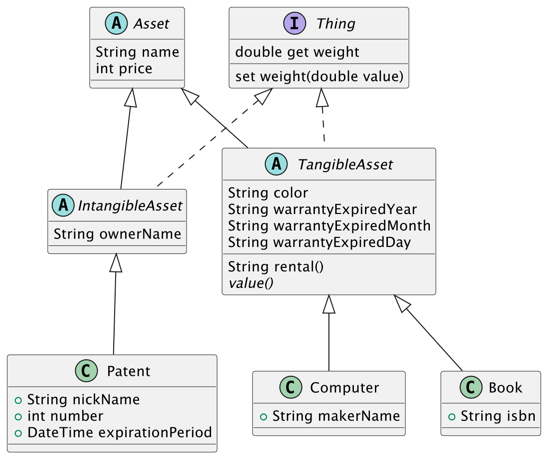 A Asset
String name
int price
I Thing
double get weight
set weight(double value)
A IntangibleAsset
String ownerName
A TangibleAsset
String color
String warrantyExpiredYear
String warrantyExpiredMonth
String warrantyExpiredDay
String rental()
value()
C Patent
String nickName
int number
DateTime expirationPeriod
C Computer
String makerName
C Book
String isbn